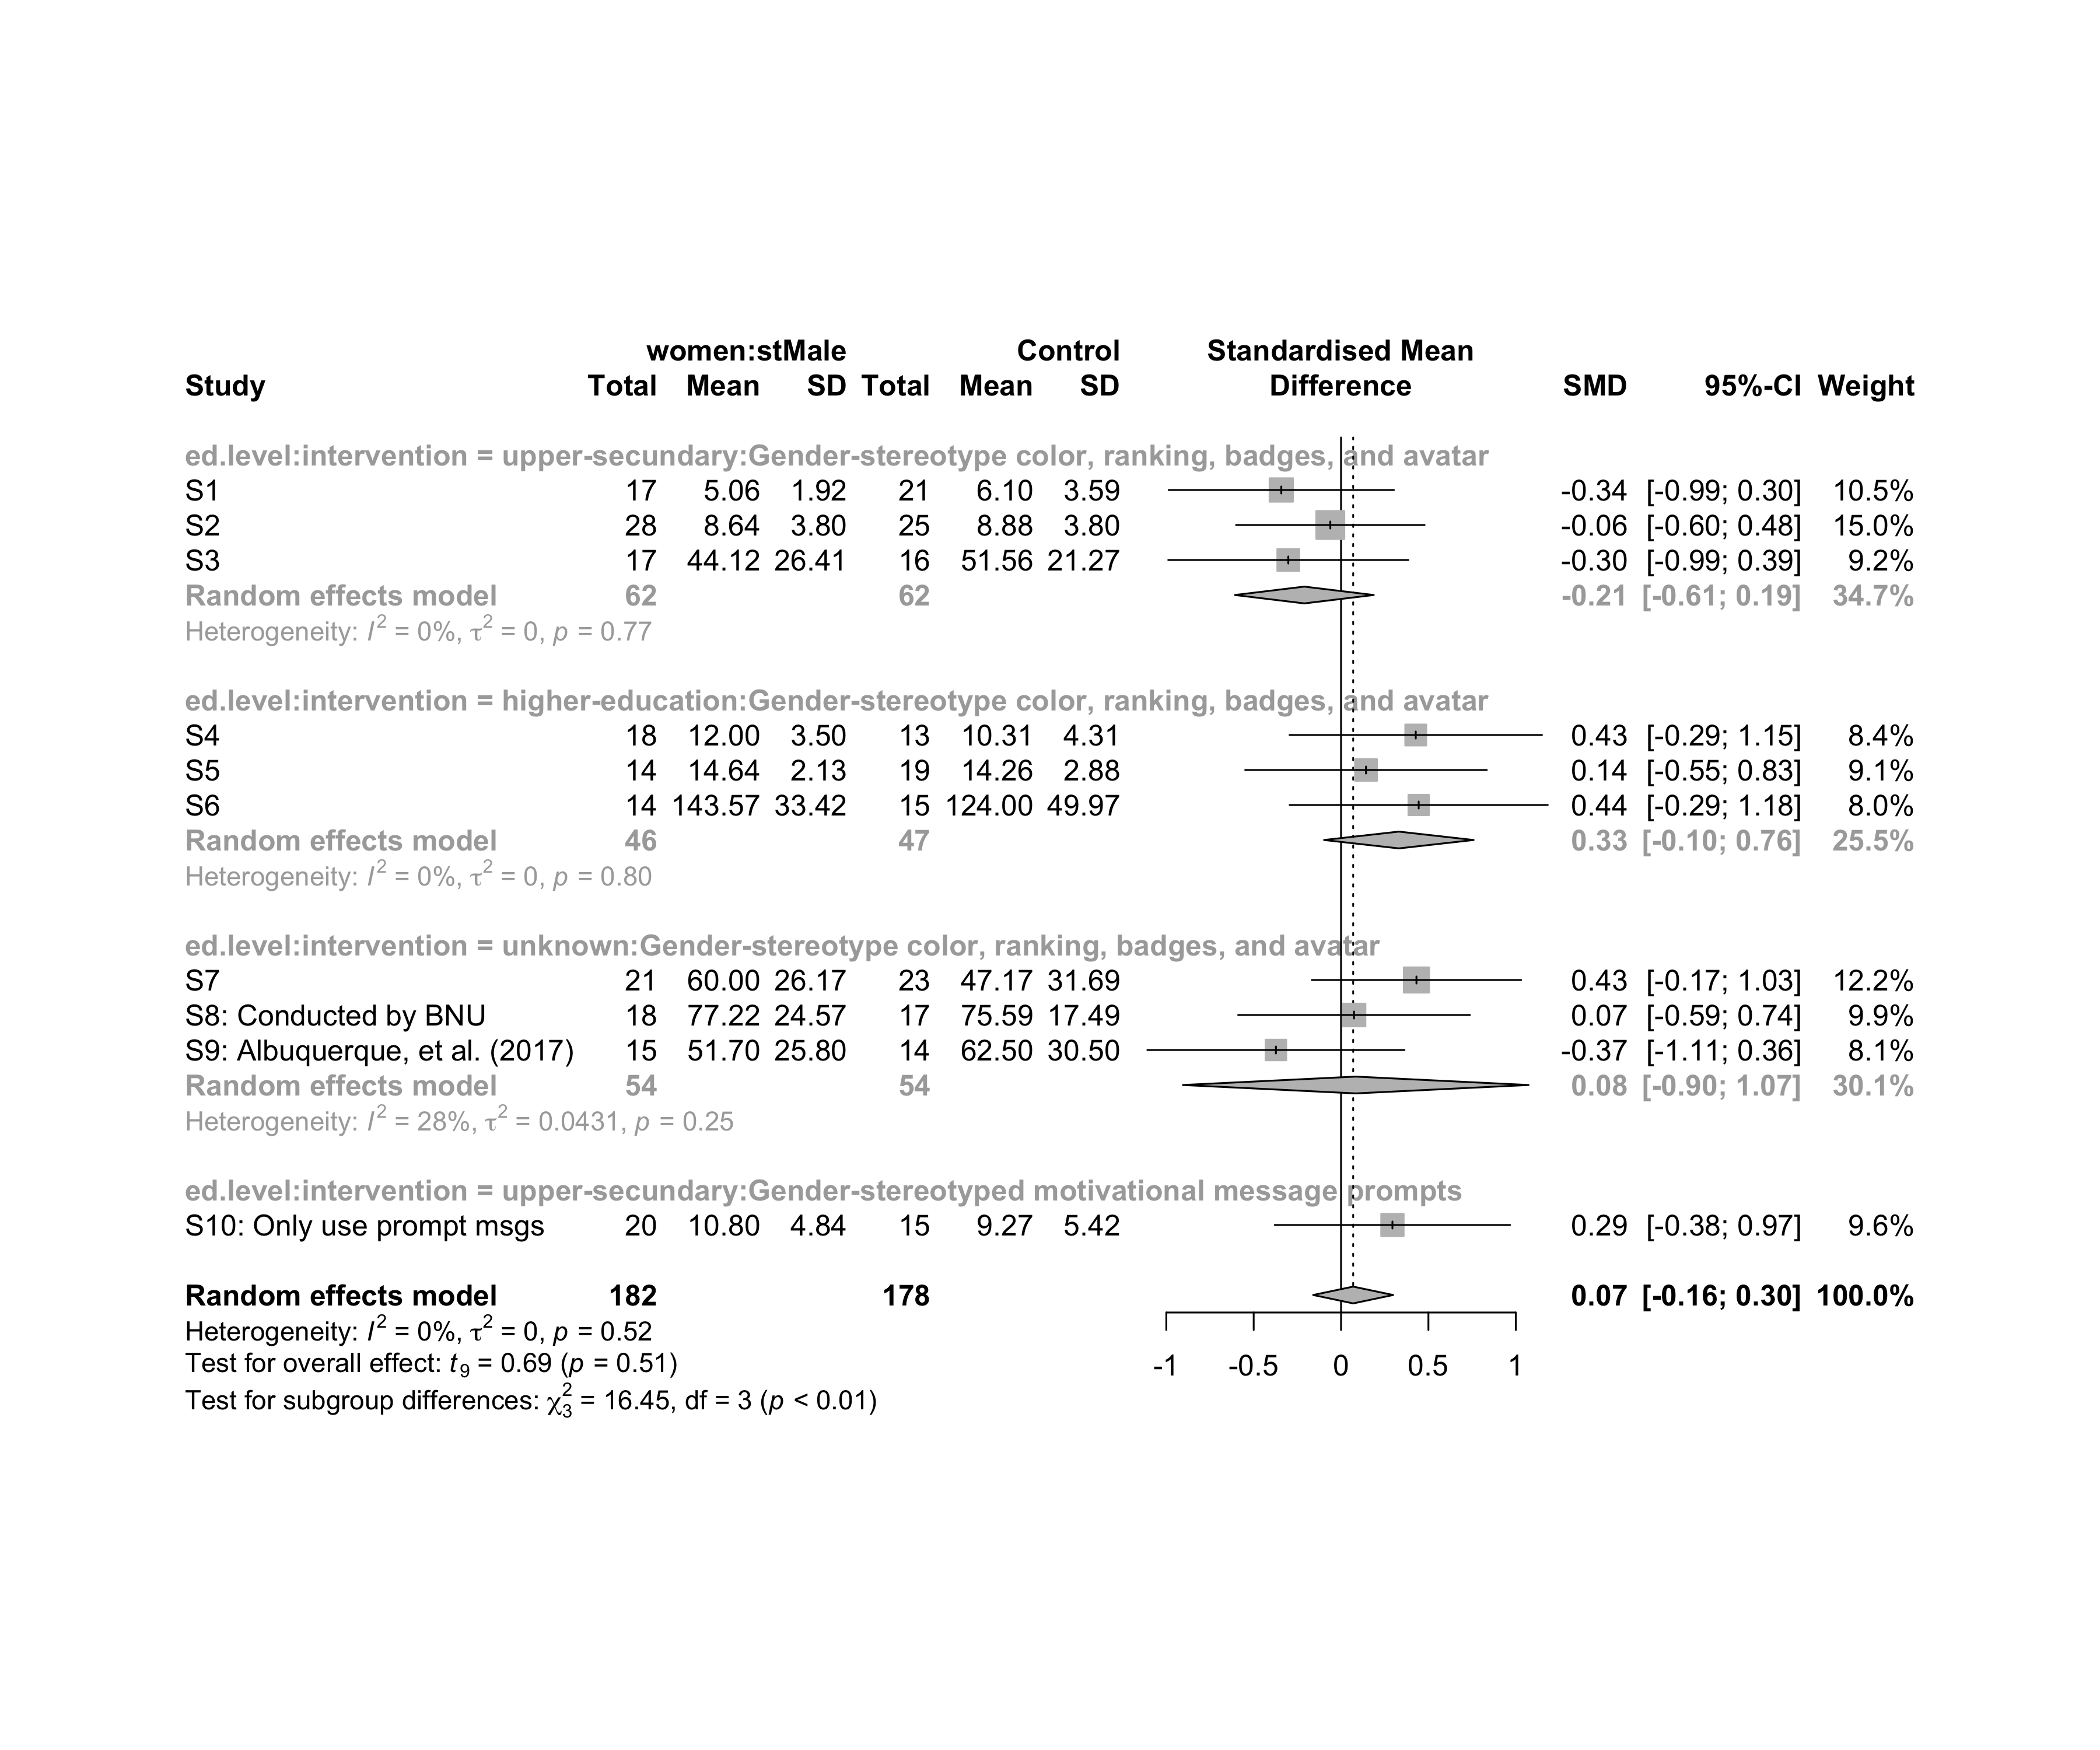 women:stMale Control Standardised Mean
Study Total Mean SD Total Mean SD Difference SMD 95%-CI Weight
ed.level:intervention = upper-secundary:Gender-stereotype color, ranking, badges, and avatar
S1 17 5.06 1.92 21 6.10 3.59 -0.34 [-0.99; 0.30] 10.5%
S2 28 8.64 3.80 25 8.88 3.80 -0.06 [-0.60; 0.48] 15.0%
S3 17 44.12 26.41 16 51.56 21.27 -0.30 [-0.99; 0.39] 9.2%
Random effects model 62 62 -0.21 [-0.61; 0.19] 34.7%
Heterogeneity: I² = 0%, τ² = 0, p = 0.77
ed.level:intervention = higher-education:Gender-stereotype color, ranking, badges, and avatar
S4 18 12.00 3.50 13 10.31 4.31 0.43 [-0.29; 1.15] 8.4%
S5 14 14.64 2.13 19 14.26 2.88 0.14 [-0.55; 0.83] 9.1%
S6 14 143.57 33.42 15 124.00 49.97 0.44 [-0.29; 1.18] 8.0%
Random effects model 46 47 0.33 [-0.10; 0.76] 25.5%
Heterogeneity: I² = 0%, τ² = 0, p = 0.80
ed.level:intervention = unknown:Gender-stereotype color, ranking, badges, and avatar
S7 21 60.00 26.17 23 47.17 31.69 0.43 [-0.17; 1.03] 12.2%
S8: Conducted by BNU 18 77.22 24.57 17 75.59 17.49 0.07 [-0.59; 0.74] 9.9%
S9: Albuquerque, et al. (2017) 15 51.70 25.80 14 62.50 30.50 -0.37 [-1.11; 0.36] 8.1%
Random effects model 54 54 0.08 [-0.90; 1.07] 30.1%
Heterogeneity: I² = 28%, τ² = 0.0431, p = 0.25
ed.level:intervention = upper-secundary:Gender-stereotyped motivational message prompts
S10: Only use prompt msgs 20 10.80 4.84 15 9.27 5.42 0.29 [-0.38; 0.97] 9.6%
Random effects model 182 178 0.07 [-0.16; 0.30] 100.0%
Heterogeneity: I² = 0%, τ² = 0, p = 0.52
Test for overall effect: t₉ = 0.69 (p = 0.51) -1 -0.5 0 0.5 1
Test for subgroup differences: χ²₃ = 16.45, df = 3 (p < 0.01)